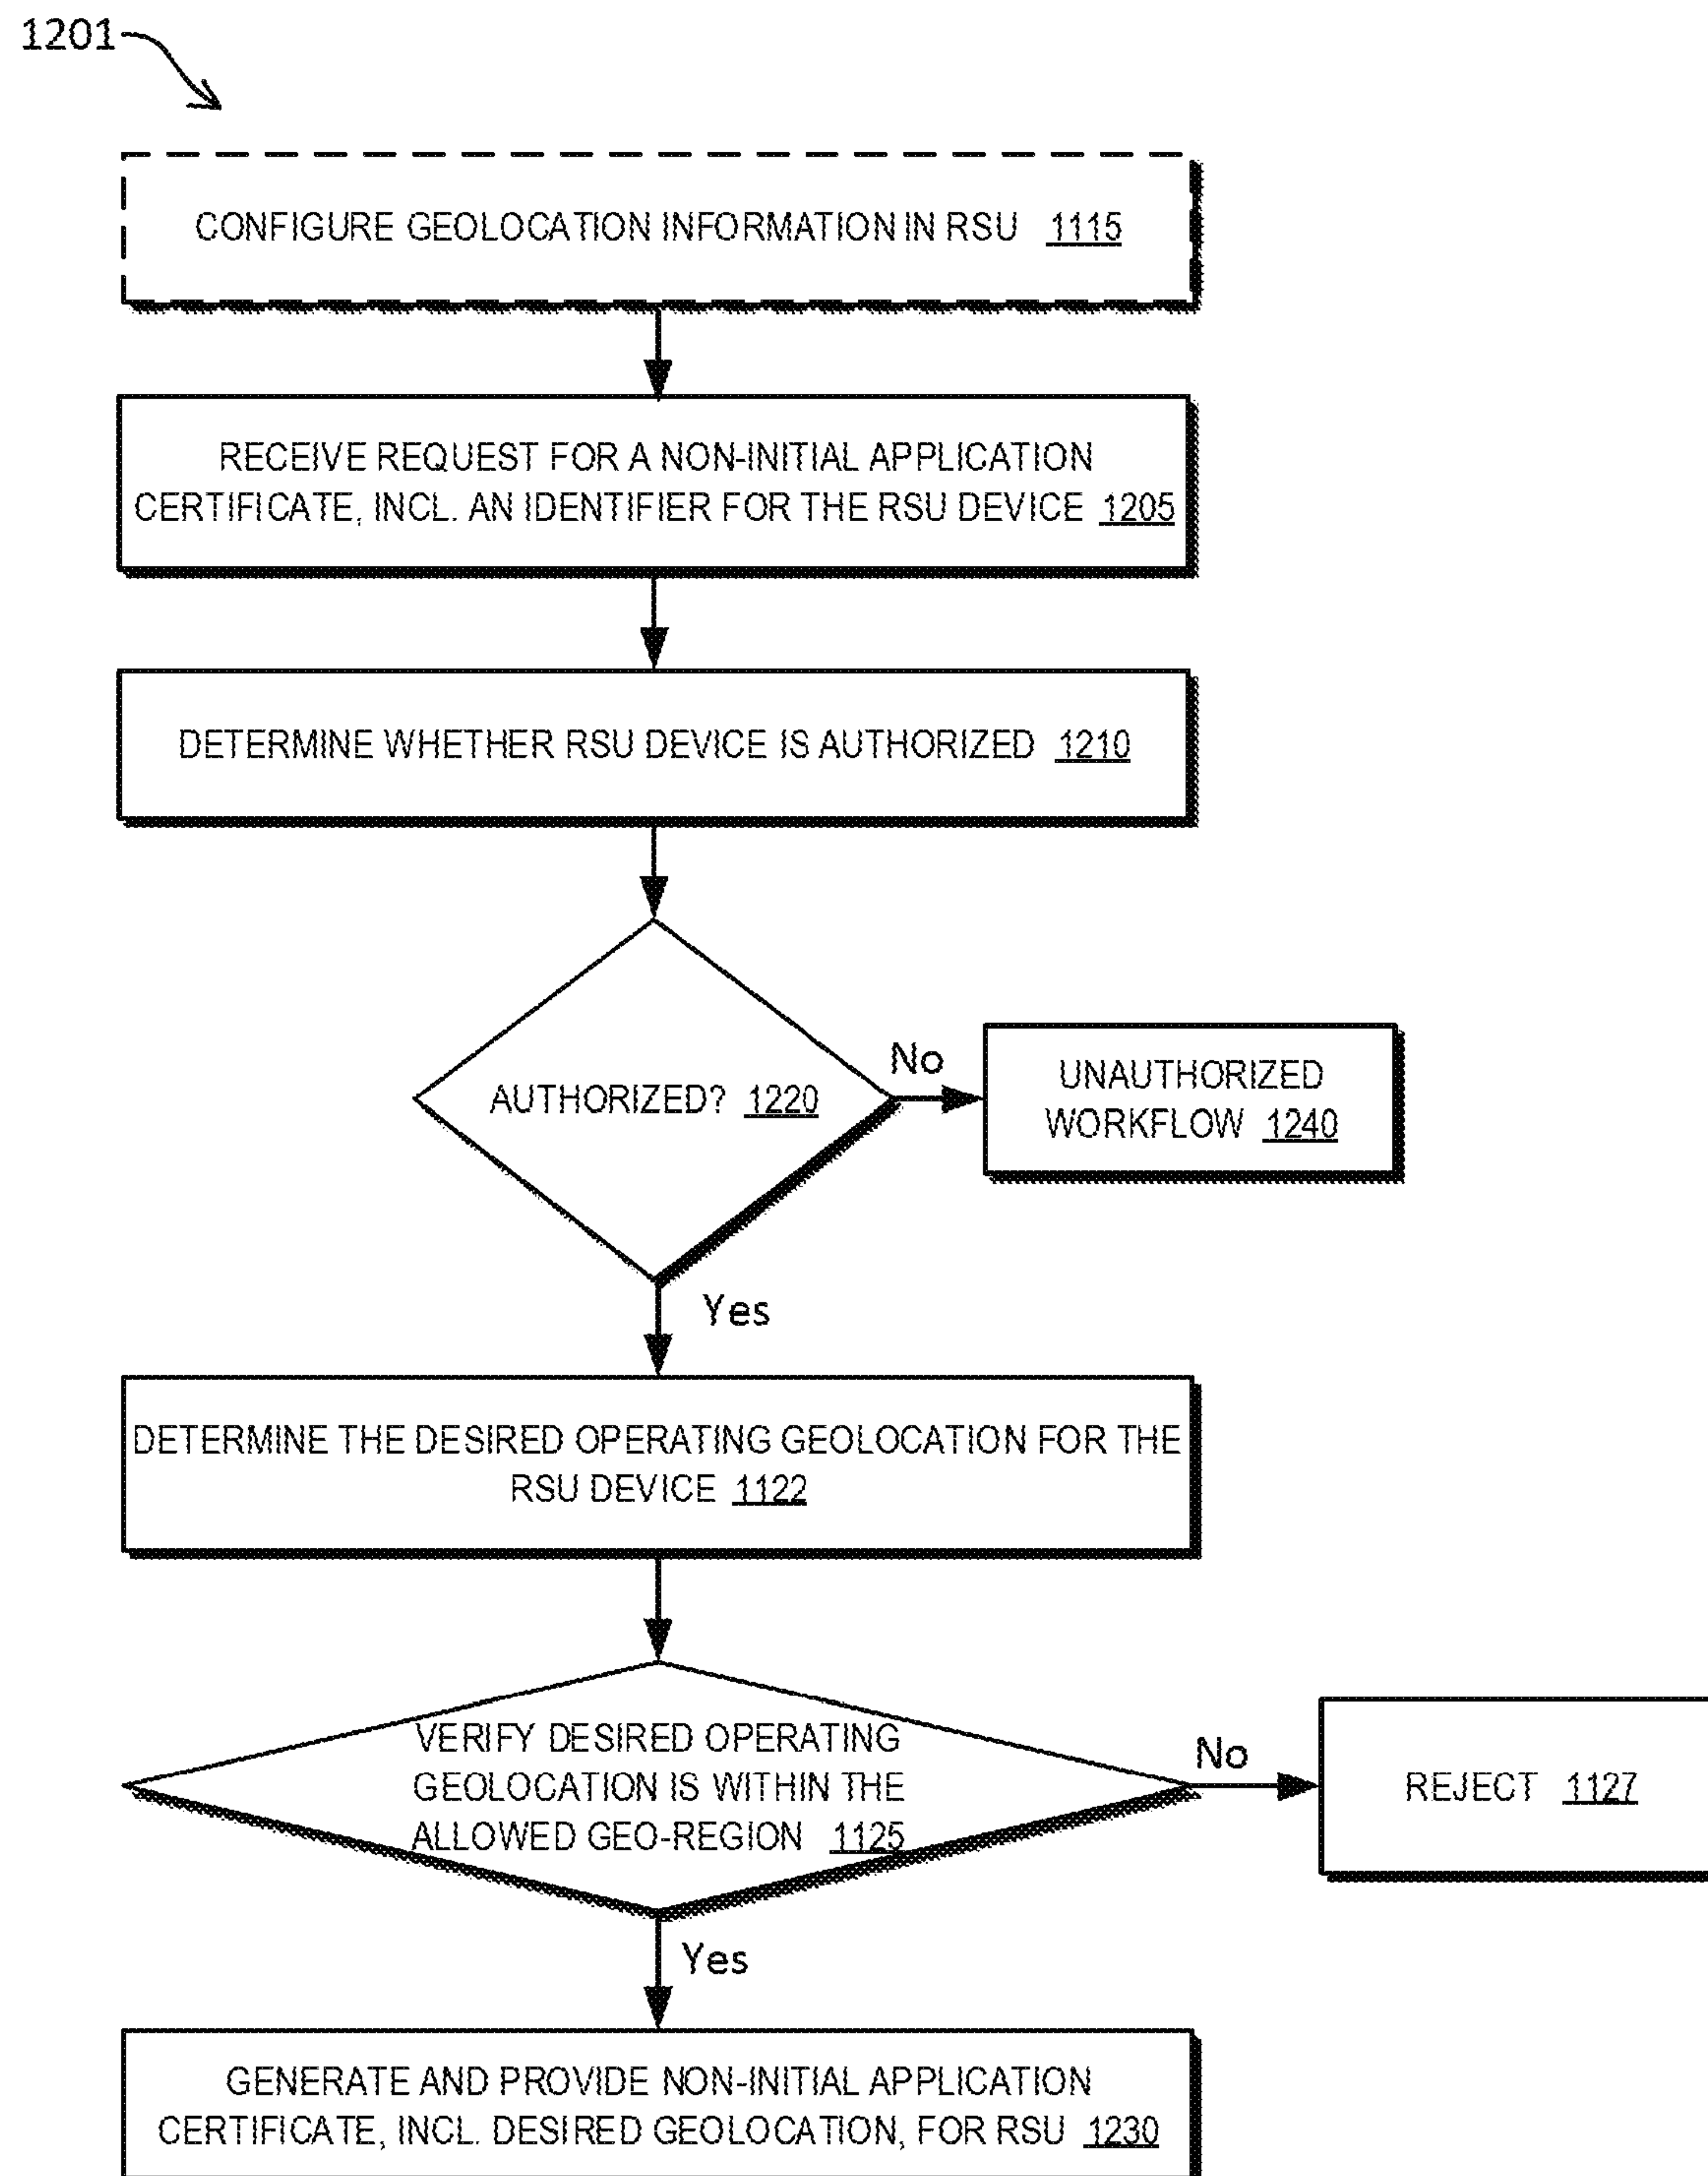 1201
CONFIGURE GEOLOCATION INFORMATION IN RSU 1115
RECEIVE REQUEST FOR A NON-INITIAL APPLICATION
CERTIFICATE, INCL. AN IDENTIFIER FOR THE RSU DEVICE 1205
DETERMINE WHETHER RSU DEVICE IS AUTHORIZED 1210
AUTHORIZED? 1220
No
UNAUTHORIZED
WORKFLOW 1240
Yes
DETERMINE THE DESIRED OPERATING GEOLOCATION FOR THE
RSU DEVICE 1122
VERIFY DESIRED OPERATING
GEOLOCATION IS WITHIN THE
ALLOWED GEO-REGION 1125
No
REJECT 1127
Yes
GENERATE AND PROVIDE NON-INITIAL APPLICATION
CERTIFICATE, INCL. DESIRED GEOLOCATION, FOR RSU 1230